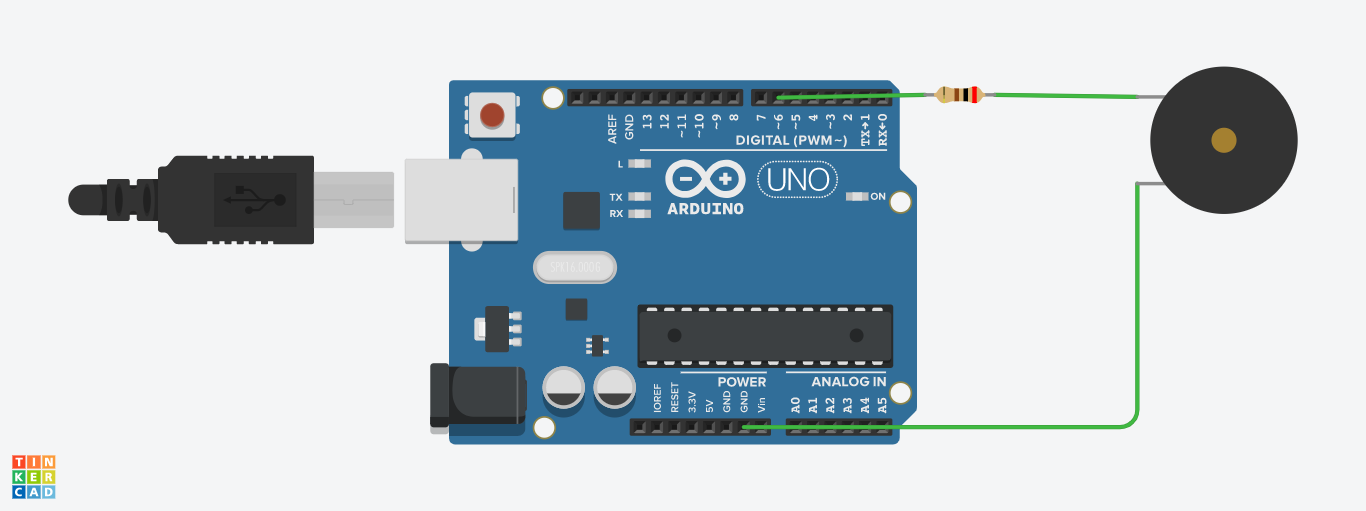 AREF
GND
13
12
~11
~10
~9
8
7
~6
~5
4
~3
2
TX→1
RX←0
DIGITAL (PWM~)
L
TX
RX
ARDUINO
UNO
ON
SPK16.000G
POWER
ANALOG IN
IOREF
RESET
3.3V
5V
GND
GND
Vin
A0
A1
A2
A3
A4
A5
TIN
KER
CAD